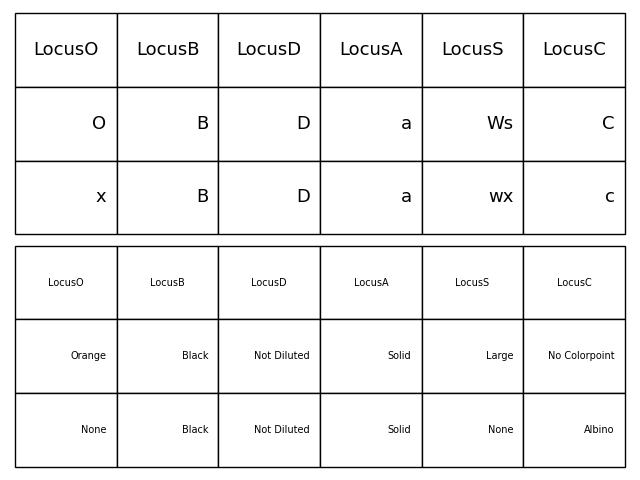 LocusO LocusB LocusD LocusA LocusS LocusC
O B D a Ws C
x B D a wx c
LocusO LocusB LocusD LocusA LocusS LocusC
Orange Black Not Diluted Solid Large No Colorpoint
None Black Not Diluted Solid None Albino